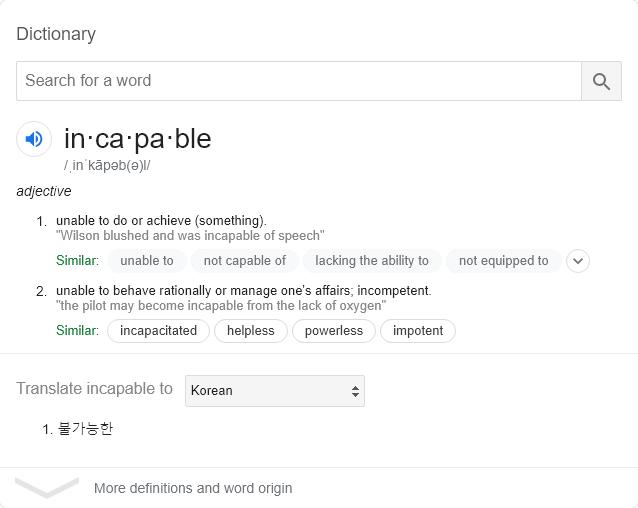 Dictionary
Search for a word
in·ca·pa·ble
/ˌinˈkāpəb(ə)l/
adjective
1. unable to do or achieve (something).
"Wilson blushed and was incapable of speech"
Similar: unable to not capable of lacking the ability to not equipped to
2. unable to behave rationally or manage one's affairs; incompetent.
"the pilot may become incapable from the lack of oxygen"
Similar: incapacitated helpless powerless impotent
Translate incapable to Korean
1. 불가능한
More definitions and word origin